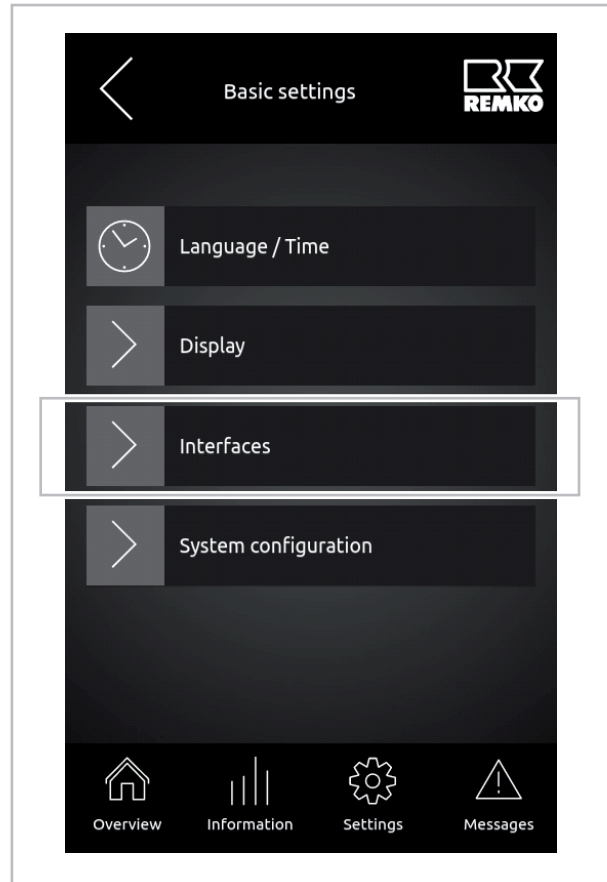 Basic settings
REMKO
Language / Time
Display
Interfaces
System configuration
Overview Information Settings Messages